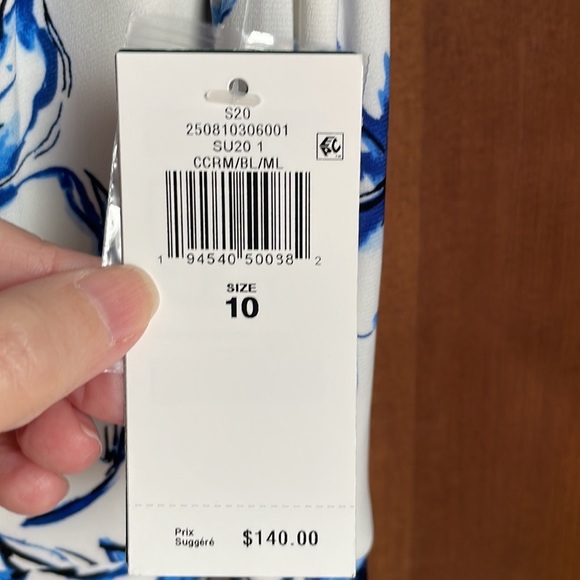 S20
250810306001
SU20 1
CCRM/BL/ML
1 94540 50038 2
SIZE
10
Prix
Suggéré $140.00